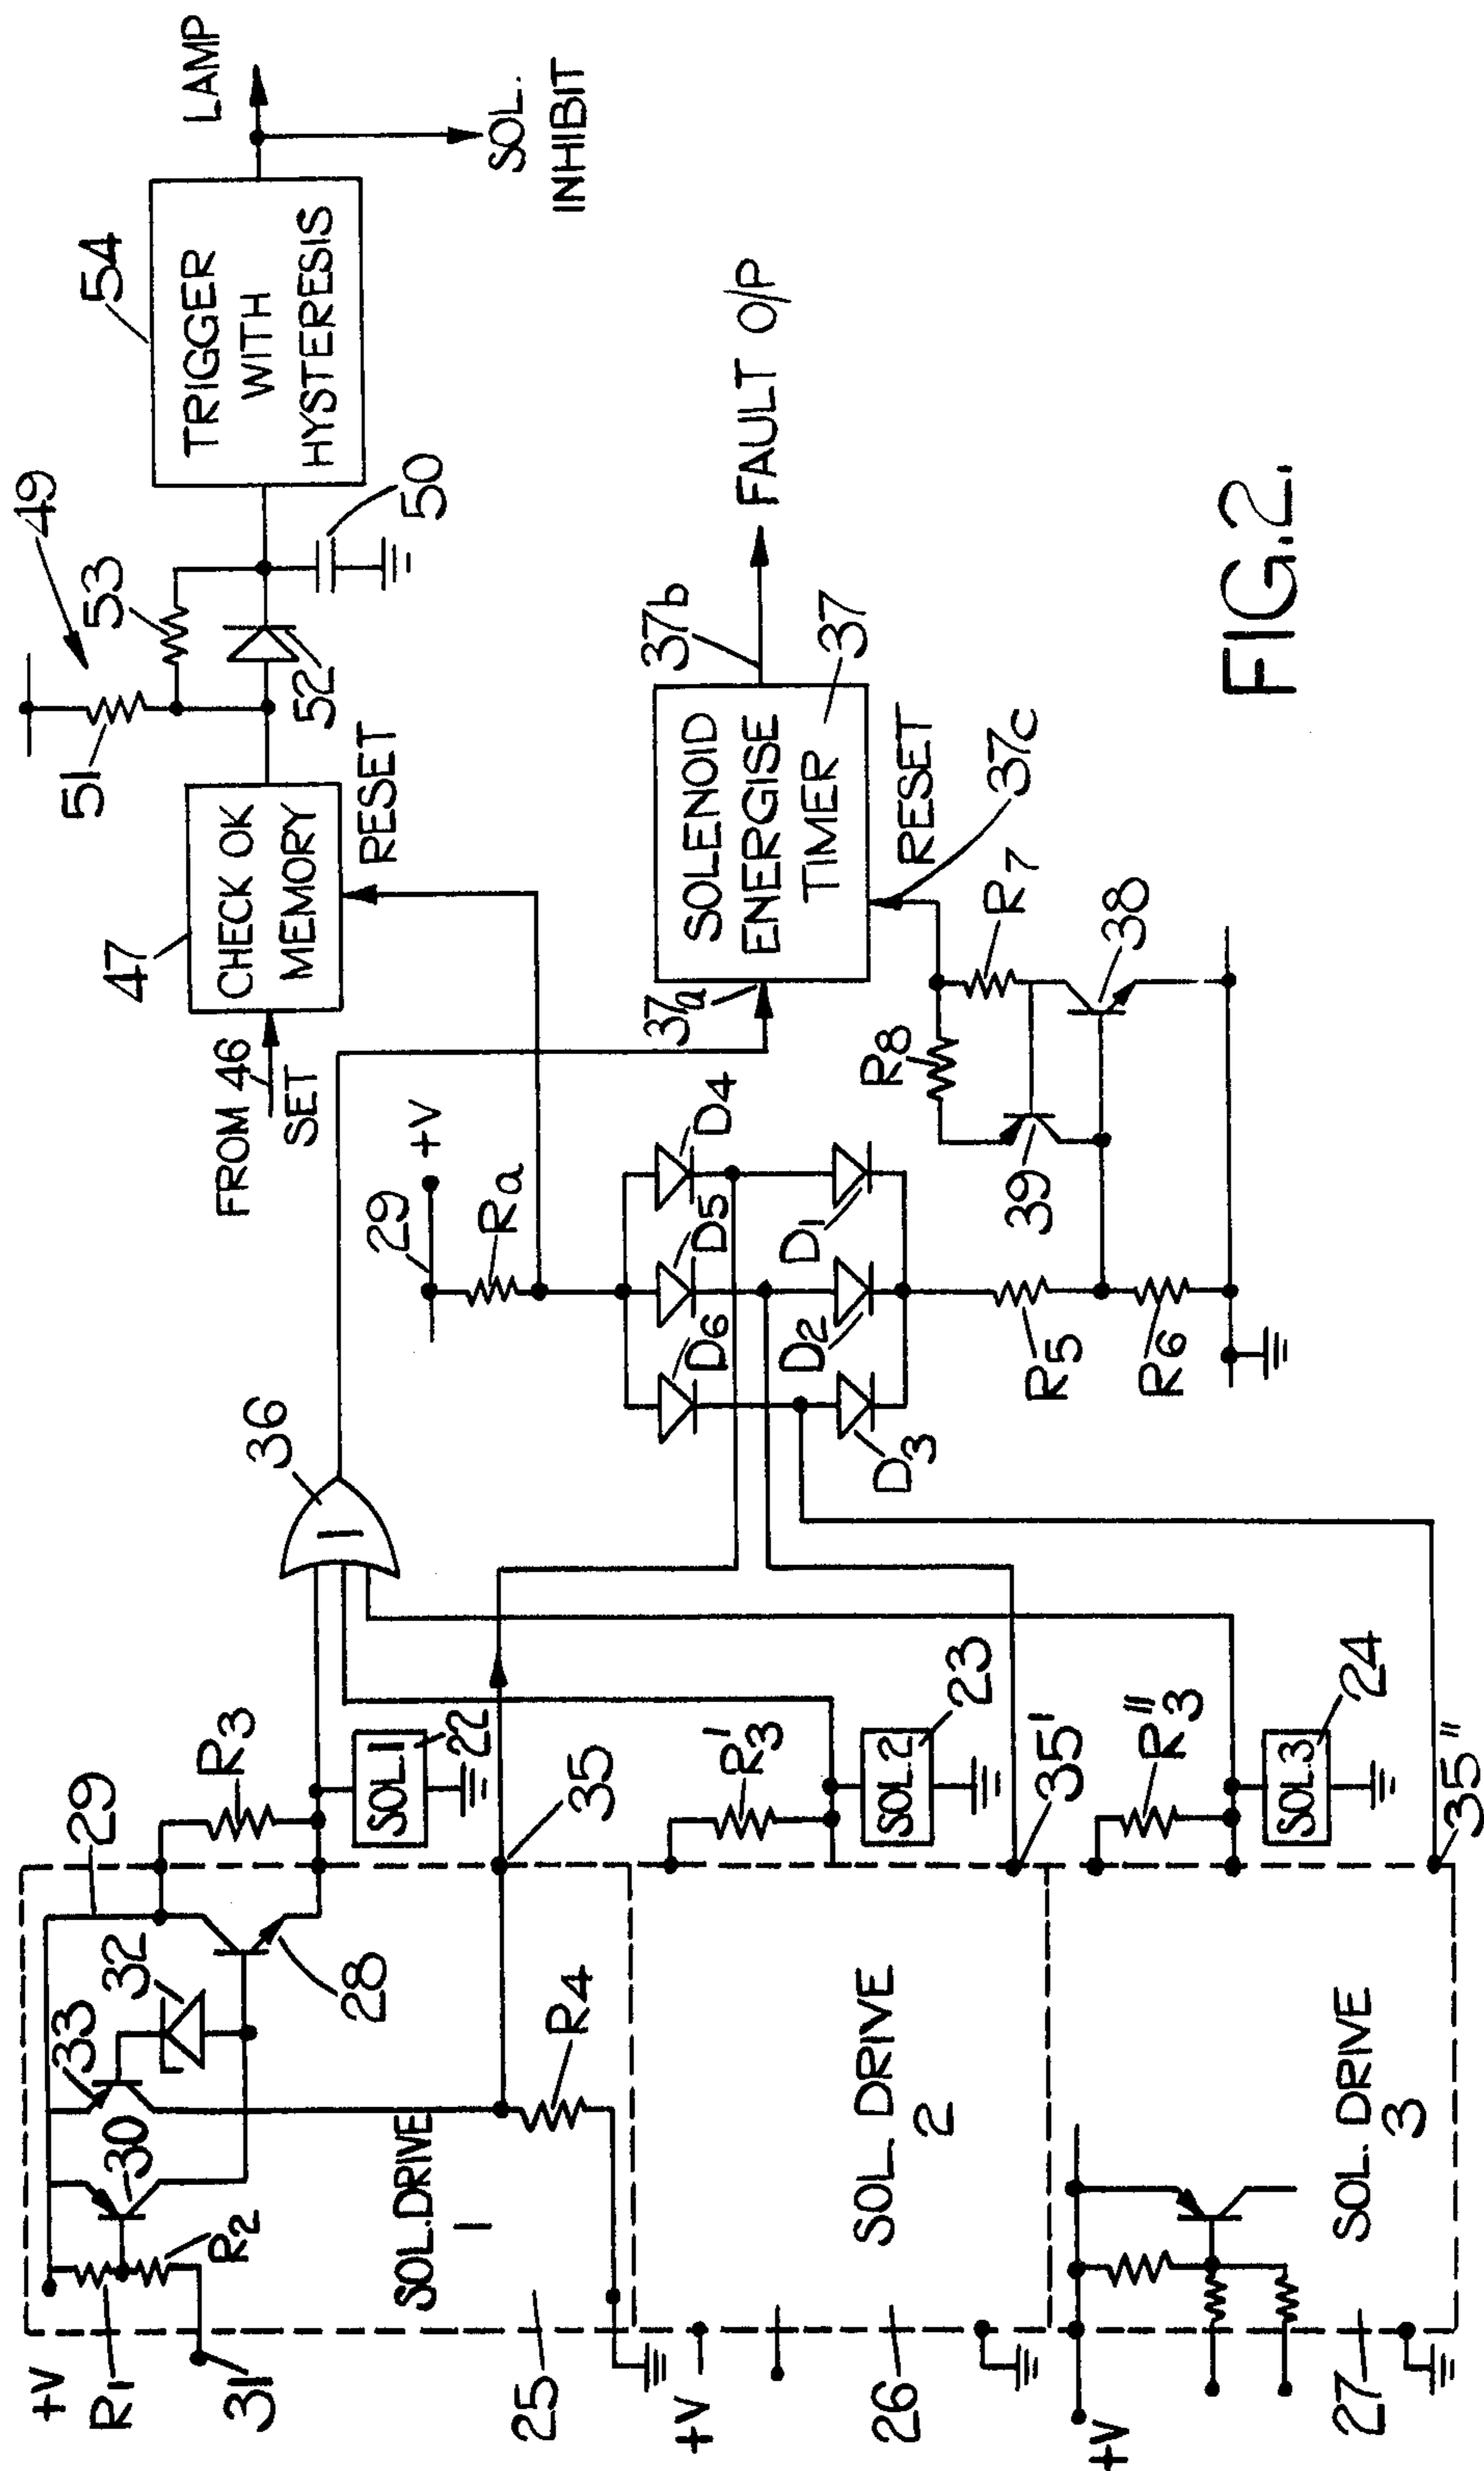 49
51
53
54
TRIGGER
WITH
HYSTERESIS
LAMP
SOL.
INHIBIT
50
52
47
CHECK OK
MEMORY
FROM 46
SET
RESET
29
+V
Ra
36
1
37a
SOLENOID
ENERGISE
TIMER
37b
FAULT O/P
37
RESET
37c
D6
D5
D4
D3
D2
D1
R5
R6
R8
R7
39
38
+V
R1
31
R2
30
33
32
29
28
R3
SOL.1
22
SOL.DRIVE
1
R4
35
25
+V
26
SOL. DRIVE
2
R3'
SOL.2
23
35'
+V
27
SOL. DRIVE
3
R3"
SOL.3
24
35"
FIG.2.